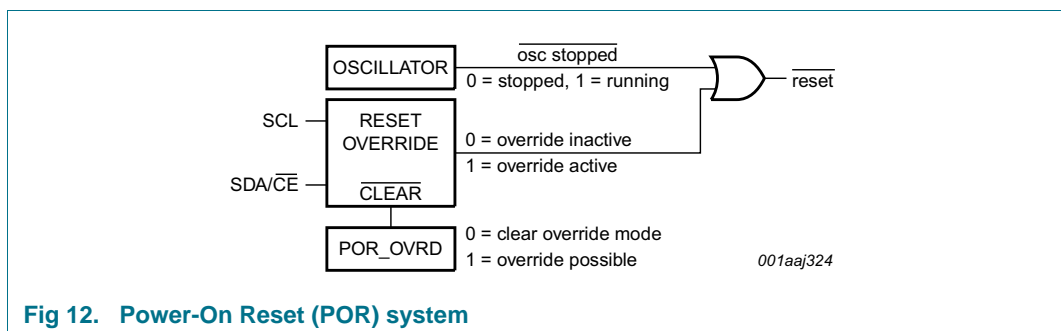 osc stopped
OSCILLATOR
0 = stopped, 1 = running
reset
SCL
RESET
OVERRIDE
0 = override inactive
1 = override active
SDA/CE
CLEAR
POR_OVRD
0 = clear override mode
1 = override possible
001aaj324
Fig 12. Power-On Reset (POR) system